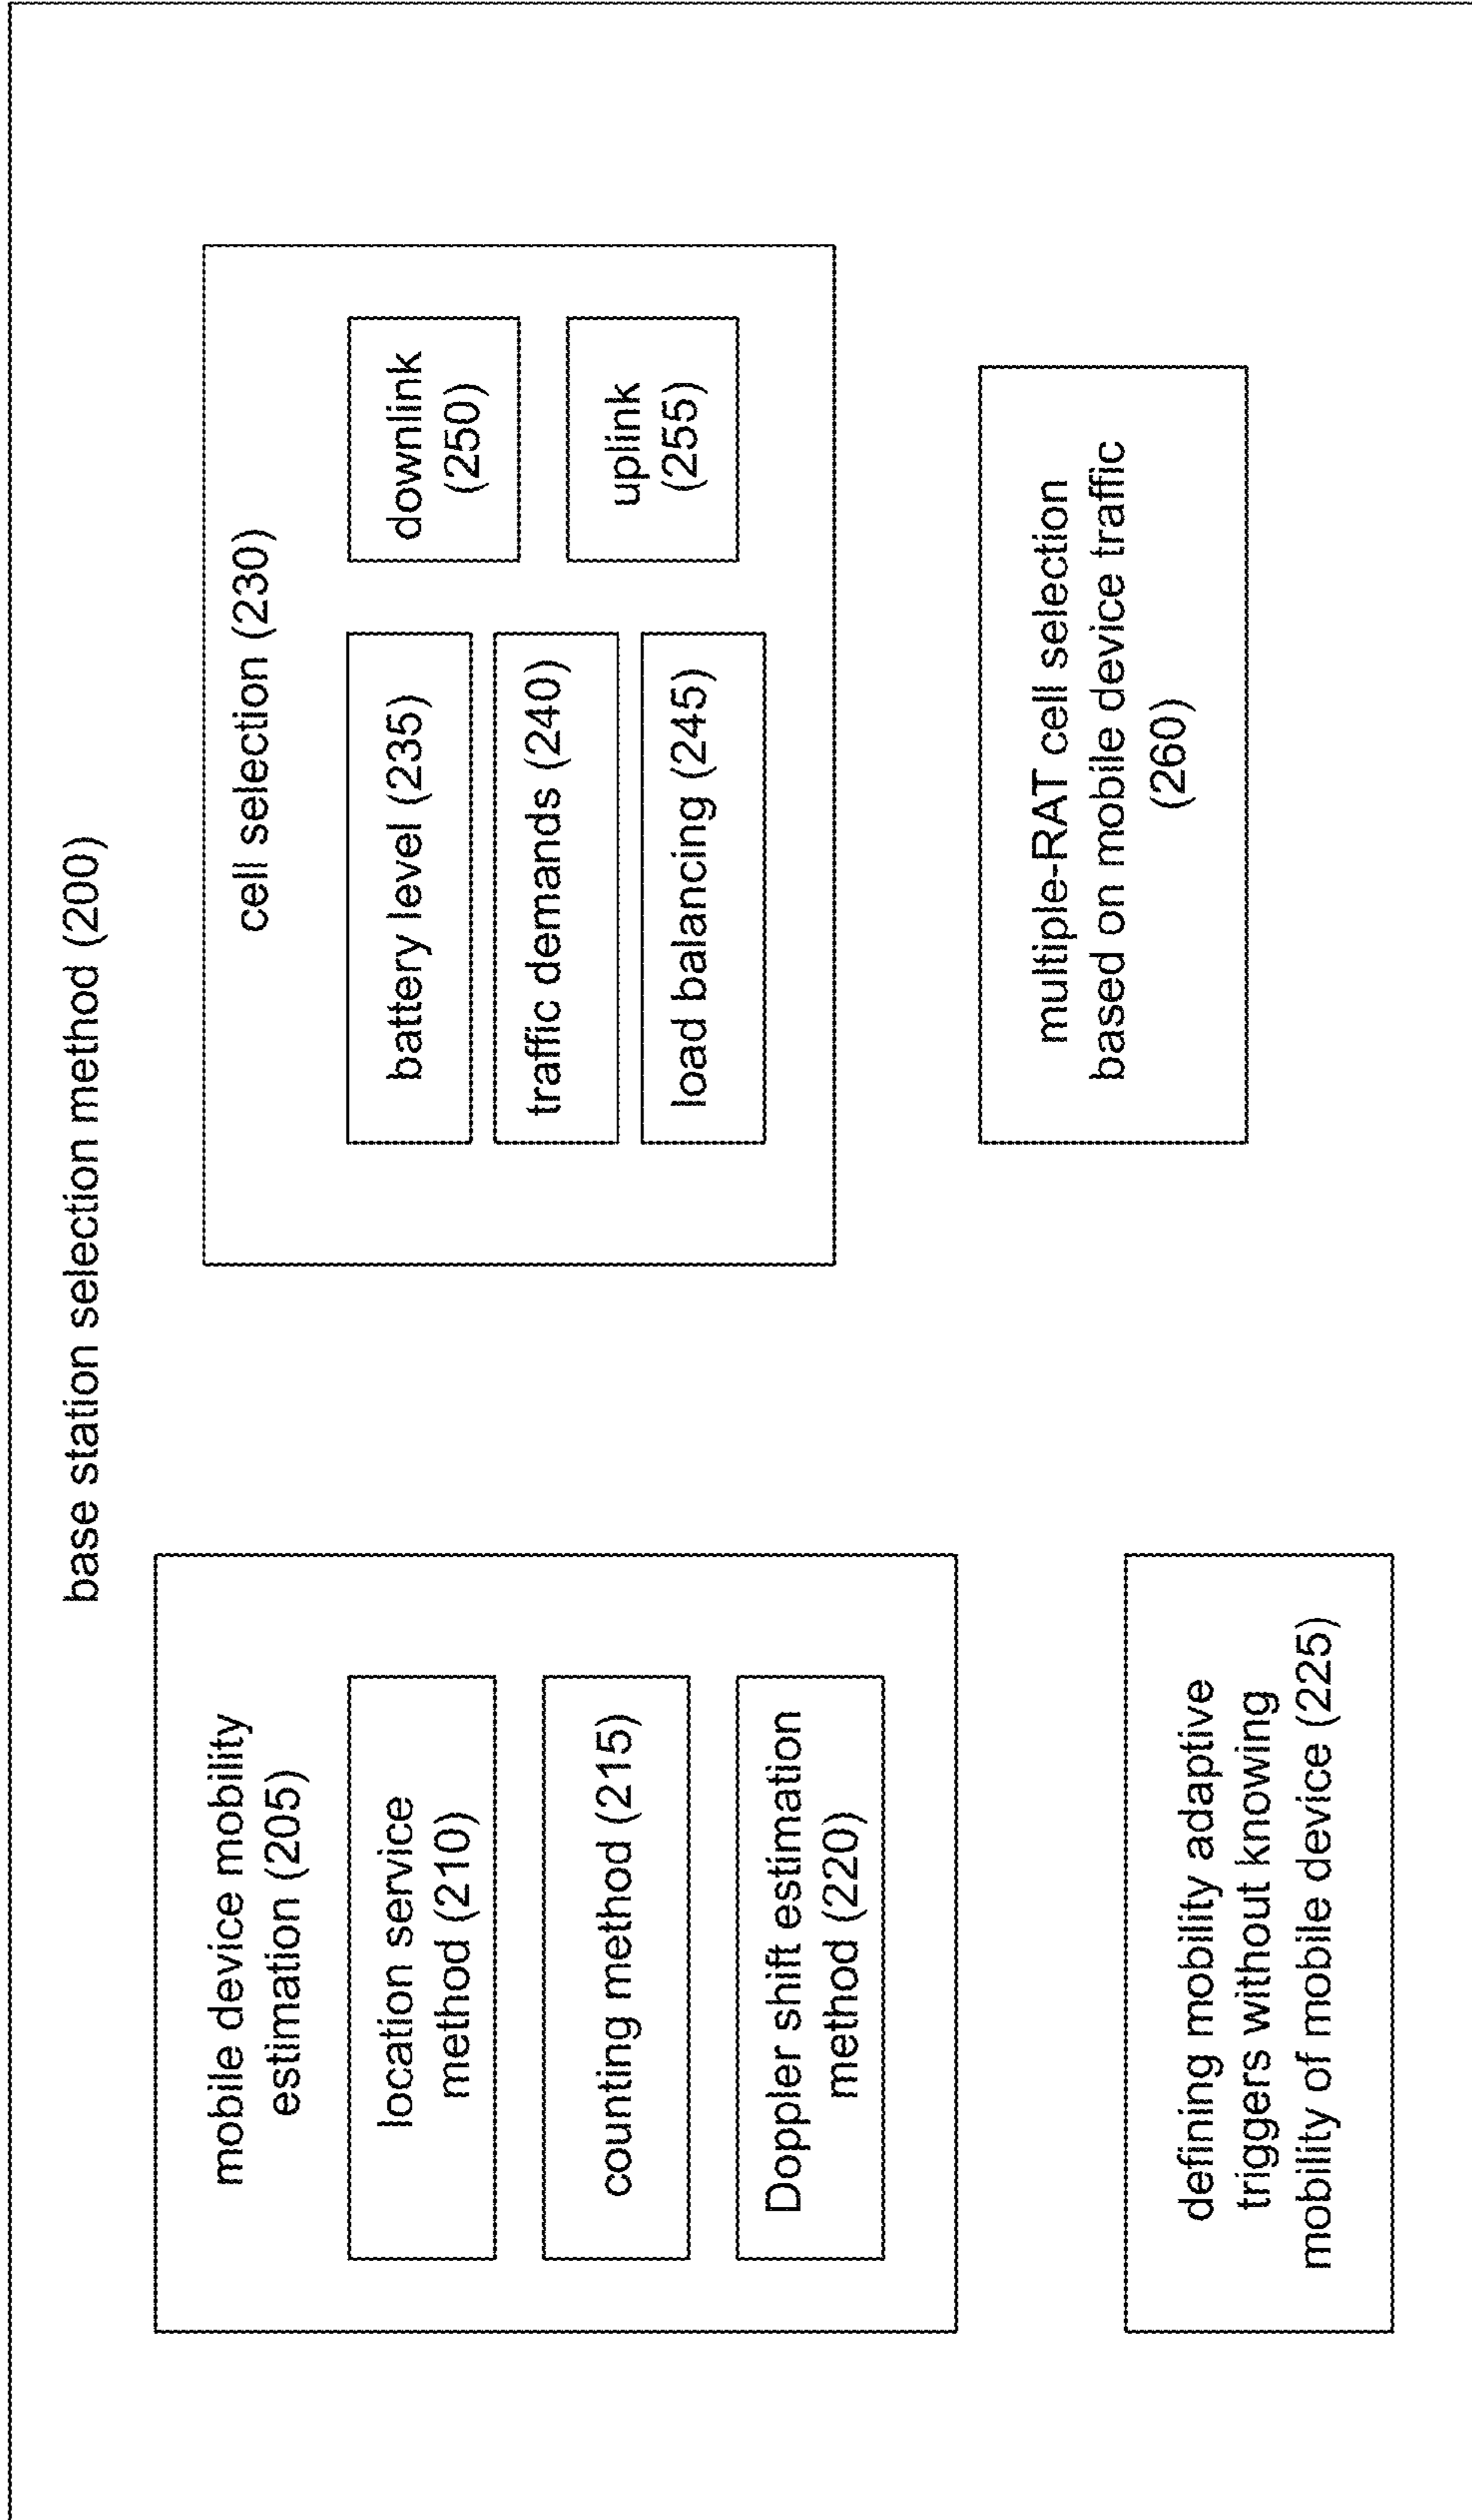 base station selection method (200)
mobile device mobility
estimation (205)
location service
method (210)
counting method (215)
Doppler shift estimation
method (220)
defining mobility adaptive
triggers without knowing
mobility of mobile device (225)
cell selection (230)
battery level (235)
traffic demands (240)
load balancing (245)
downlink
(250)
uplink
(255)
multiple-RAT cell selection
based on mobile device traffic
(260)